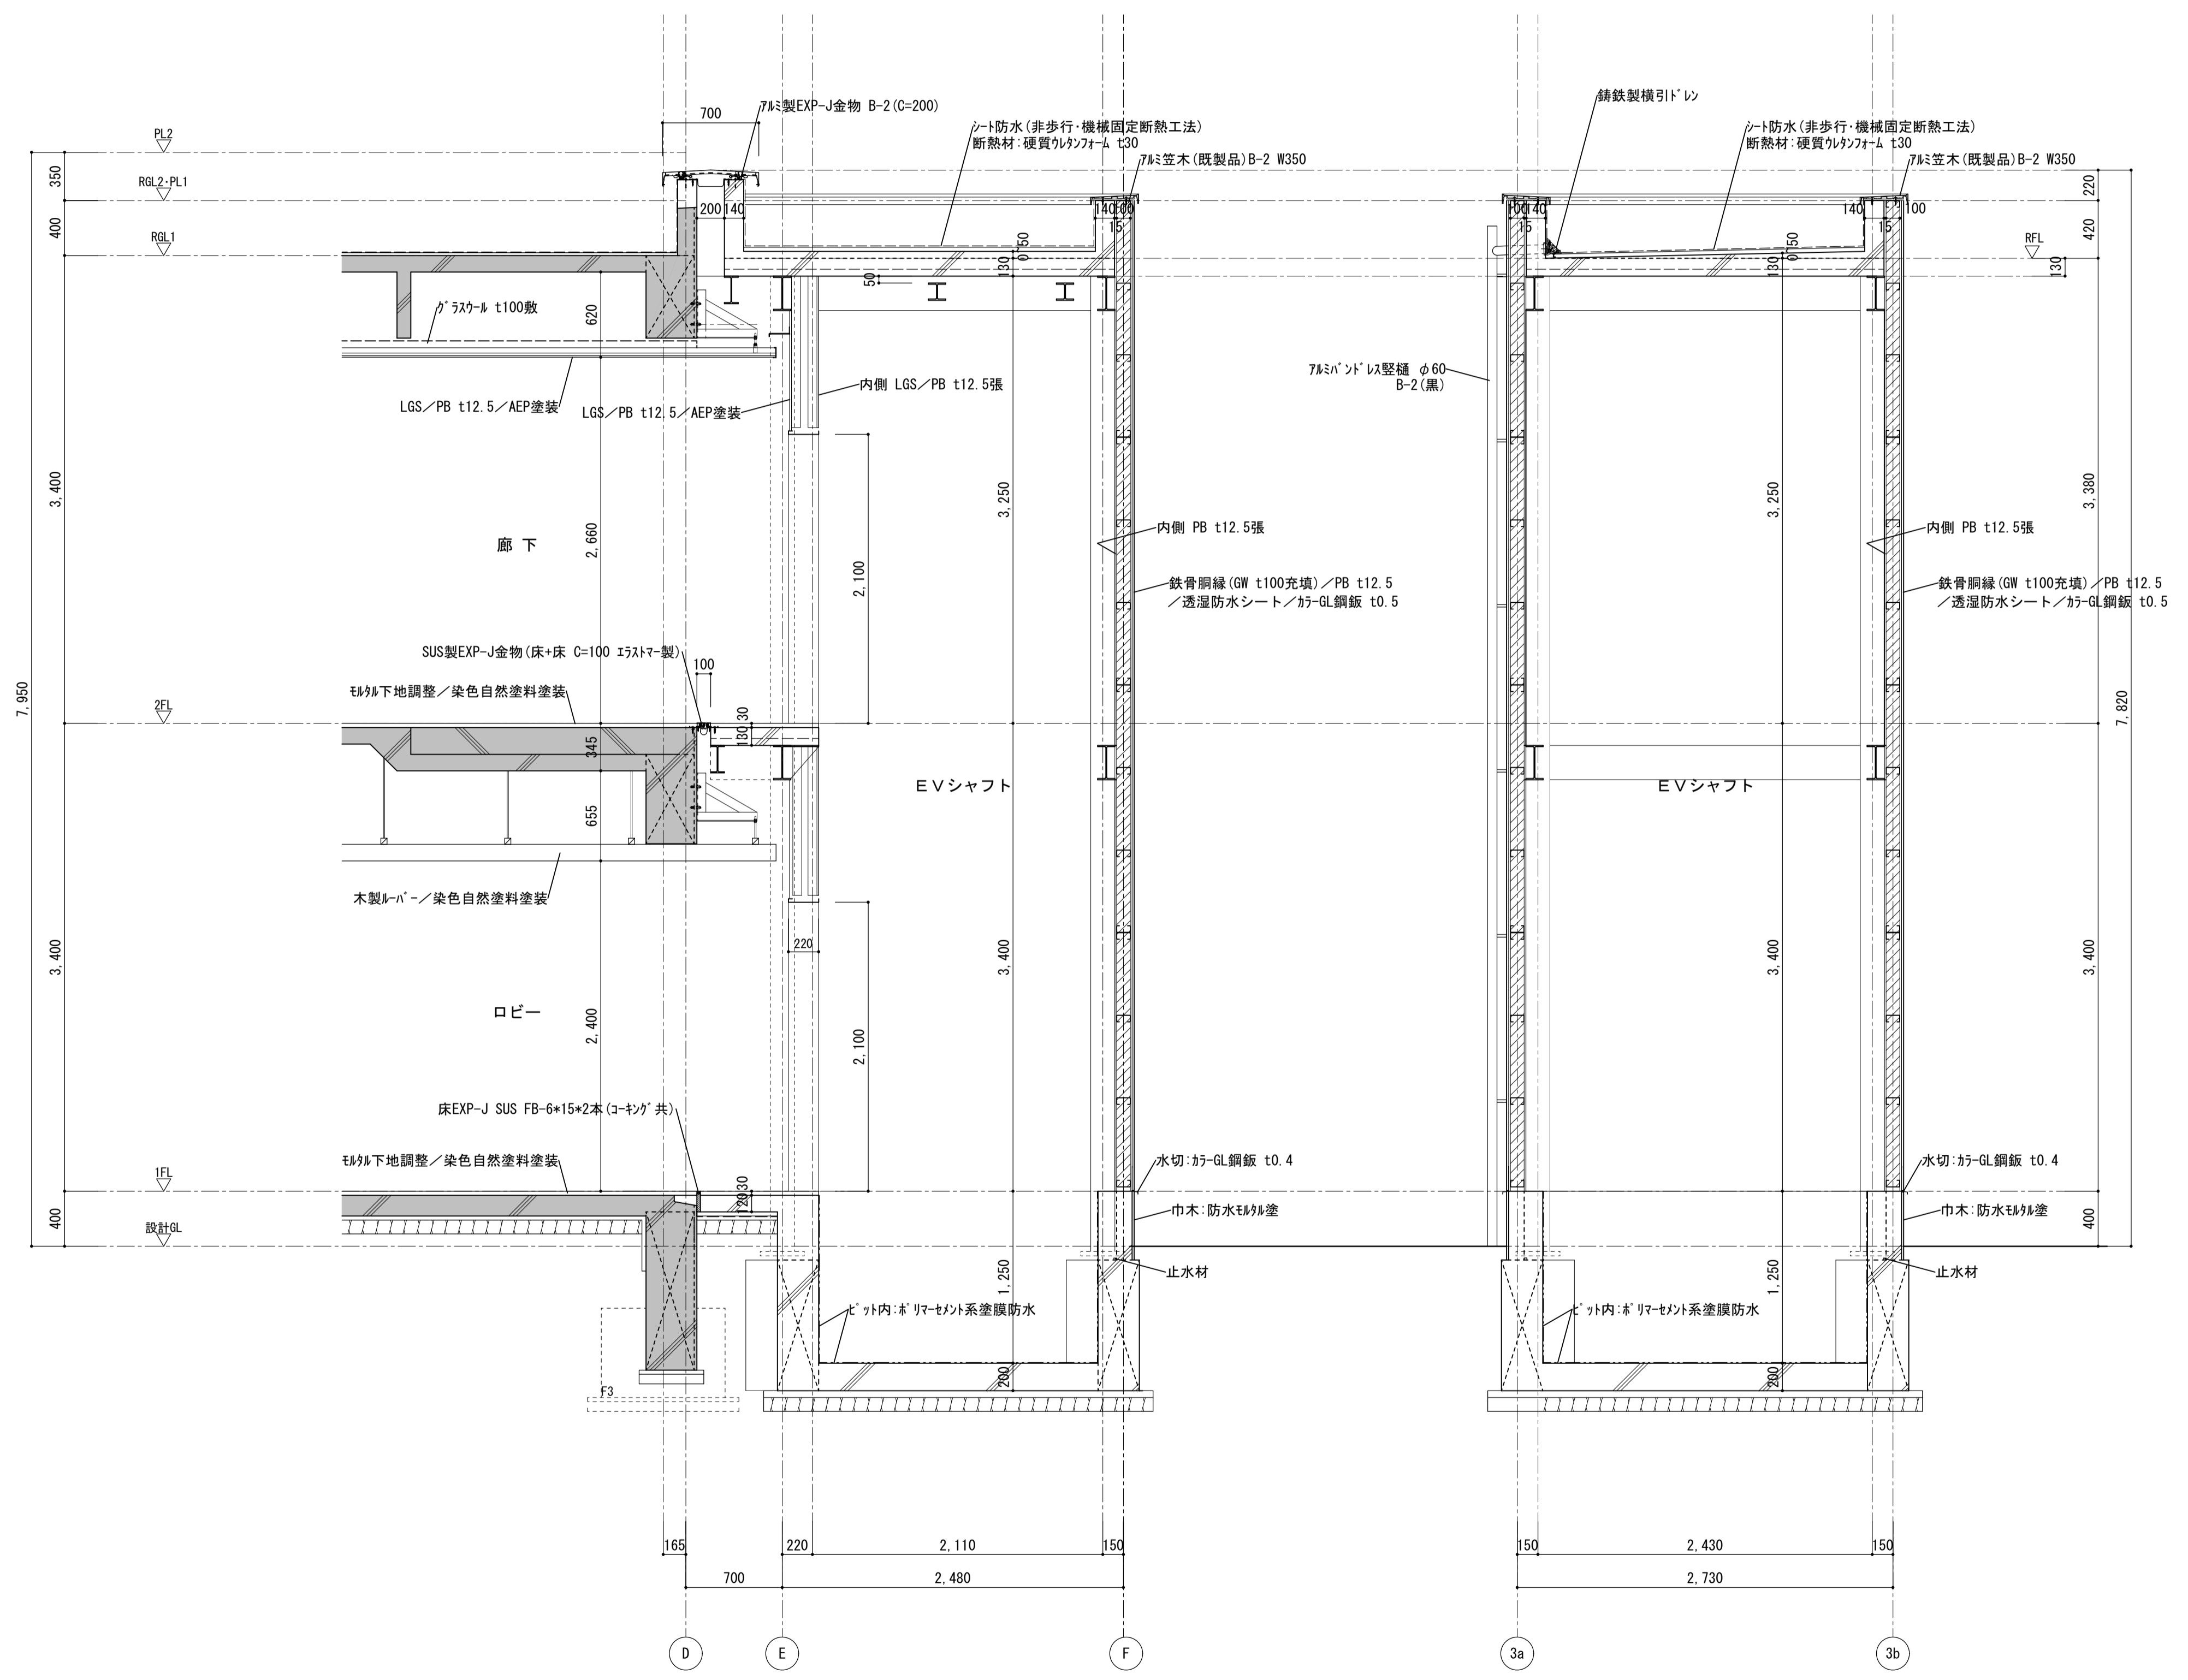 アルミ製EXP-J金物 B-2(C=200)
700
シート防水(非歩行・機械固定断熱工法)
断熱材:硬質ウレタンフォーム t30
アルミ笠木(既製品)B-2 W350
鋳鉄製横引ドレン
シート防水(非歩行・機械固定断熱工法)
断熱材:硬質ウレタンフォーム t30
アルミ笠木(既製品)B-2 W350
PL2
350
RGL2・PL1
400
RGL1
200
140
140
100
15
100
140
15
140
100
15
220
420
RFL
130
130
0~50
50
130
0~50
グラスウール t100敷
620
LGS/PB t12.5/AEP塗装
LGS/PB t12.5/AEP塗装
内側 LGS/PB t12.5張
アルミバンドレス竪樋 φ60
B-2(黒)
3,400
廊 下
2,660
2,100
3,250
3,250
3,380
内側 PB t12.5張
内側 PB t12.5張
鉄骨胴縁(GW t100充填)/PB t12.5
/透湿防水シート/カラーGL鋼鈑 t0.5
鉄骨胴縁(GW t100充填)/PB t12.5
/透湿防水シート/カラーGL鋼鈑 t0.5
SUS製EXP-J金物(床+床 C=100 エラストマー製)
100
モルタル下地調整/染色自然塗料塗装
7,950
7,820
2FL
30
130
345
EVシャフト
EVシャフト
655
木製ルーバー/染色自然塗料塗装
220
3,400
ロビー
2,400
2,100
3,400
3,400
3,400
床EXP-J SUS FB-6*15*2本(コーキング共)
モルタル下地調整/染色自然塗料塗装
水切:カラーGL鋼鈑 t0.4
水切:カラーGL鋼鈑 t0.4
1FL
30
120
400
400
巾木:防水モルタル塗
巾木:防水モルタル塗
設計GL
1,250
止水材
1,250
止水材
ピット内:ポリマーセメント系塗膜防水
ピット内:ポリマーセメント系塗膜防水
F3
200
200
165
220
2,110
150
150
2,430
150
700
2,480
2,730
D
E
F
3a
3b